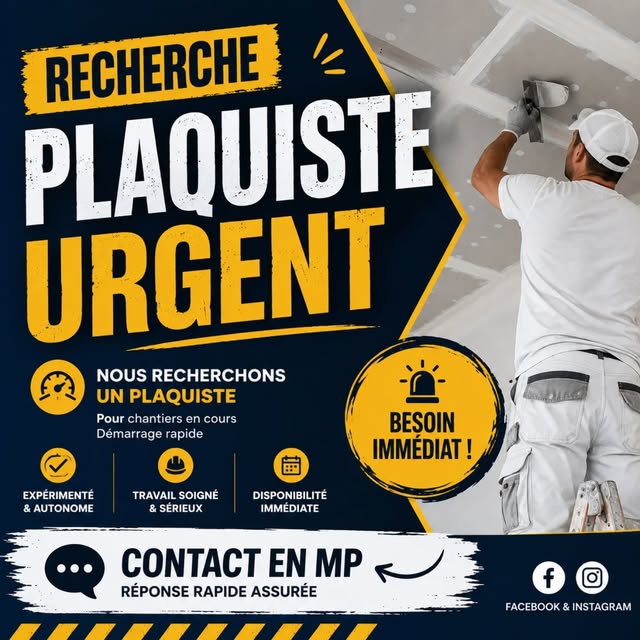 RECHERCHE
PLAQUISTE
URGENT
NOUS RECHERCHONS
UN PLAQUISTE
Pour chantiers en cours
Démarrage rapide
BESOIN
IMMÉDIAT !
EXPÉRIMENTÉ
& AUTONOME
TRAVAIL SOIGNÉ
& SÉRIEUX
DISPONIBILITÉ
IMMÉDIATE
CONTACT EN MP
RÉPONSE RAPIDE ASSURÉE
FACEBOOK & INSTAGRAM